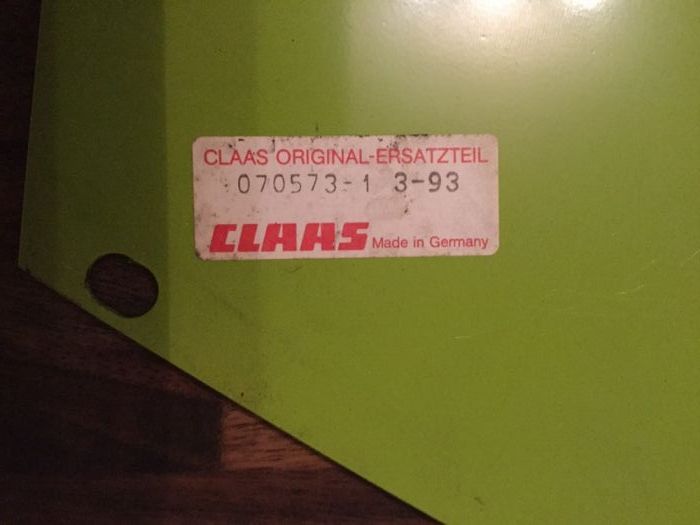 CLAAS ORIGINAL-ERSATZTEIL
070573-1 3-93
CLAAS Made in Germany